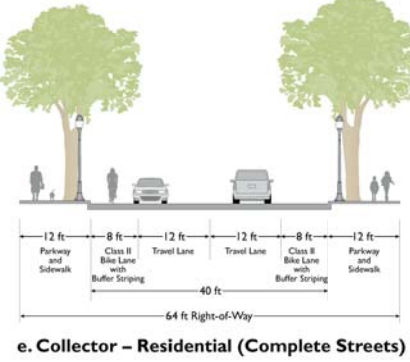 12 ft 8 ft 12 ft 12 ft 8 ft 12 ft
Parkway and Sidewalk
Class II Bike Lane with Buffer Striping
Travel Lane
Travel Lane
Class II Bike Lane with Buffer Striping
Parkway and Sidewalk
40 ft
64 ft Right-of-Way
e. Collector – Residential (Complete Streets)